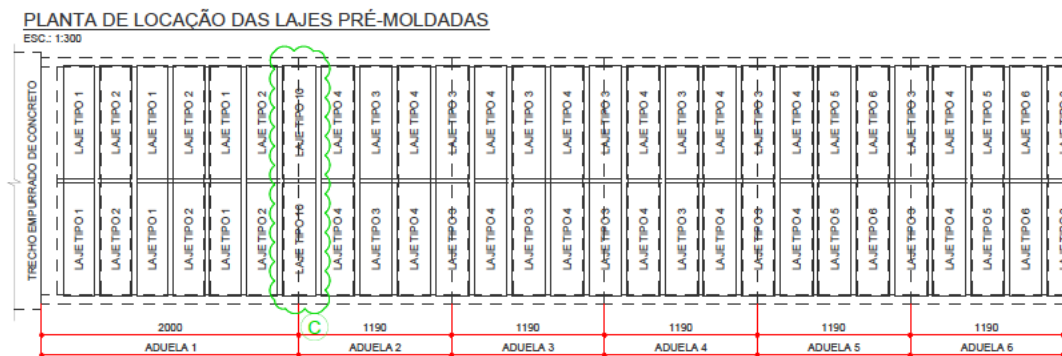 PLANTA DE LOCAÇÃO DAS LAJES PRÉ-MOLDADAS
ESC.: 1:300
TRECHO EMPURRADO DE CONCRETO
LAJE TIPO 1 LAJE TIPO 2 LAJE TIPO 1 LAJE TIPO 2 LAJE TIPO 1 LAJE TIPO 2 LAJE TIPO 10 LAJE TIPO 4 LAJE TIPO 3 LAJE TIPO 4 LAJE TIPO 3 LAJE TIPO 4 LAJE TIPO 3 LAJE TIPO 4 LAJE TIPO 3 LAJE TIPO 4 LAJE TIPO 3 LAJE TIPO 4 LAJE TIPO 3 LAJE TIPO 4 LAJE TIPO 5 LAJE TIPO 6 LAJE TIPO 3 LAJE TIPO 4 LAJE TIPO 5 LAJE TIPO 6
LAJE TIPO 1 LAJE TIPO 2 LAJE TIPO 1 LAJE TIPO 2 LAJE TIPO 1 LAJE TIPO 2 LAJE TIPO 10 LAJE TIPO 4 LAJE TIPO 3 LAJE TIPO 4 LAJE TIPO 3 LAJE TIPO 4 LAJE TIPO 3 LAJE TIPO 4 LAJE TIPO 3 LAJE TIPO 4 LAJE TIPO 3 LAJE TIPO 4 LAJE TIPO 3 LAJE TIPO 4 LAJE TIPO 5 LAJE TIPO 6 LAJE TIPO 3 LAJE TIPO 4 LAJE TIPO 5 LAJE TIPO 6
2000 C 1190 1190 1190 1190 1190
ADUELA 1 ADUELA 2 ADUELA 3 ADUELA 4 ADUELA 5 ADUELA 6